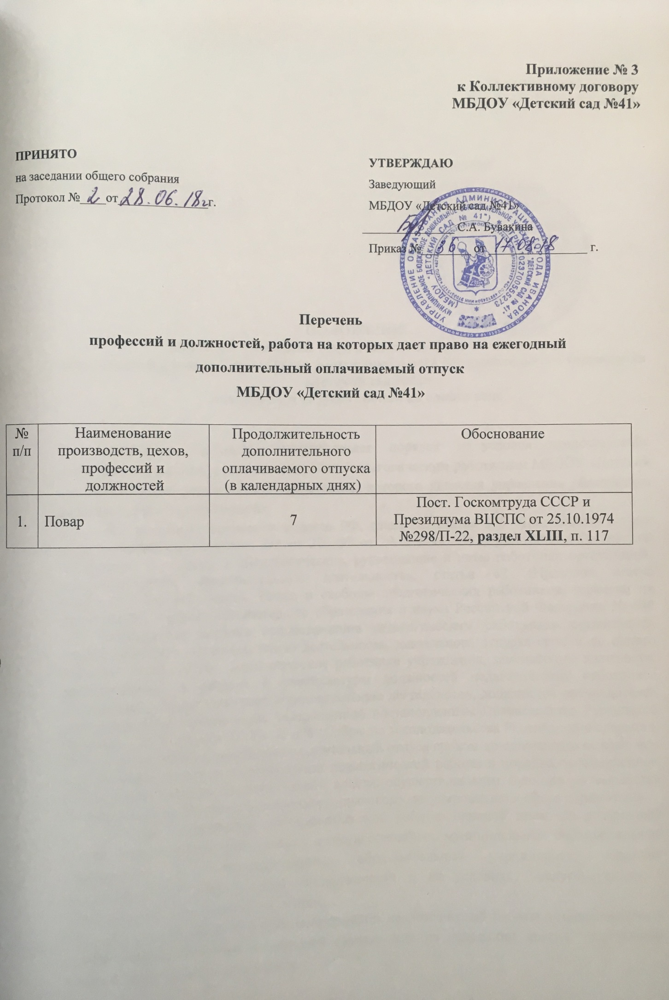 Приложение № 3
к Коллективному договору
МБДОУ «Детский сад №41»
ПРИНЯТО
на заседании общего собрания
Протокол № 2 от 28.06.18г г.
УТВЕРЖДАЮ
Заведующий
МБДОУ «Детский сад №41»
С.А. Бувакина
Приказ № 36 от 17.08.18 г.
УПРАВЛЕНИЕ ОБРАЗОВАНИЯ АДМИНИСТРАЦИИ ГОРОДА ИВАНОВА
МУНИЦИПАЛЬНОЕ БЮДЖЕТНОЕ ДОШКОЛЬНОЕ ОБРАЗОВАТЕЛЬНОЕ УЧРЕЖДЕНИЕ "ДЕТСКИЙ САД № 41"
(МБДОУ "ДЕТСКИЙ САД № 41") * ОГРН 1023700555273 *
Перечень
профессий и должностей, работа на которых дает право на ежегодный
дополнительный оплачиваемый отпуск
МБДОУ «Детский сад №41»
№ п/п
Наименование
производств, цехов,
профессий и
должностей
Продолжительность
дополнительного
оплачиваемого отпуска
(в календарных днях)
Обоснование
1.
Повар
7
Пост. Госкомтруда СССР и
Президиума ВЦСПС от 25.10.1974
№298/П-22, раздел XLIII, п. 117